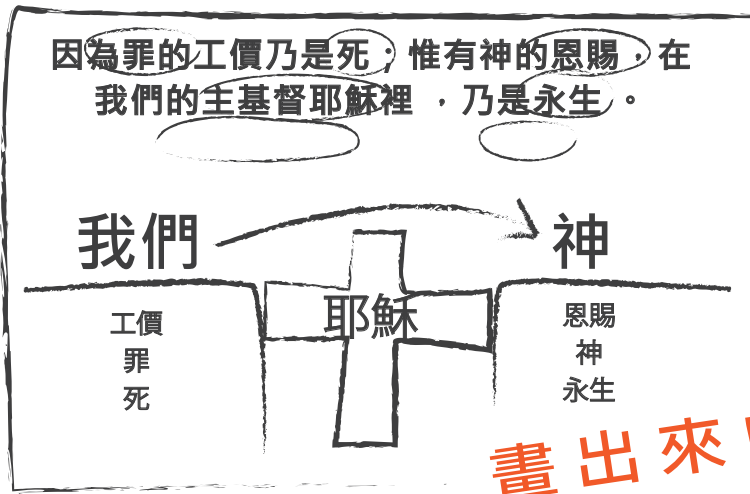 因為罪的工價乃是死；惟有神的恩賜，在
我們的主基督耶穌裡，乃是永生。
我們
神
耶穌
工價
罪
死
恩賜
神
永生
畫出來